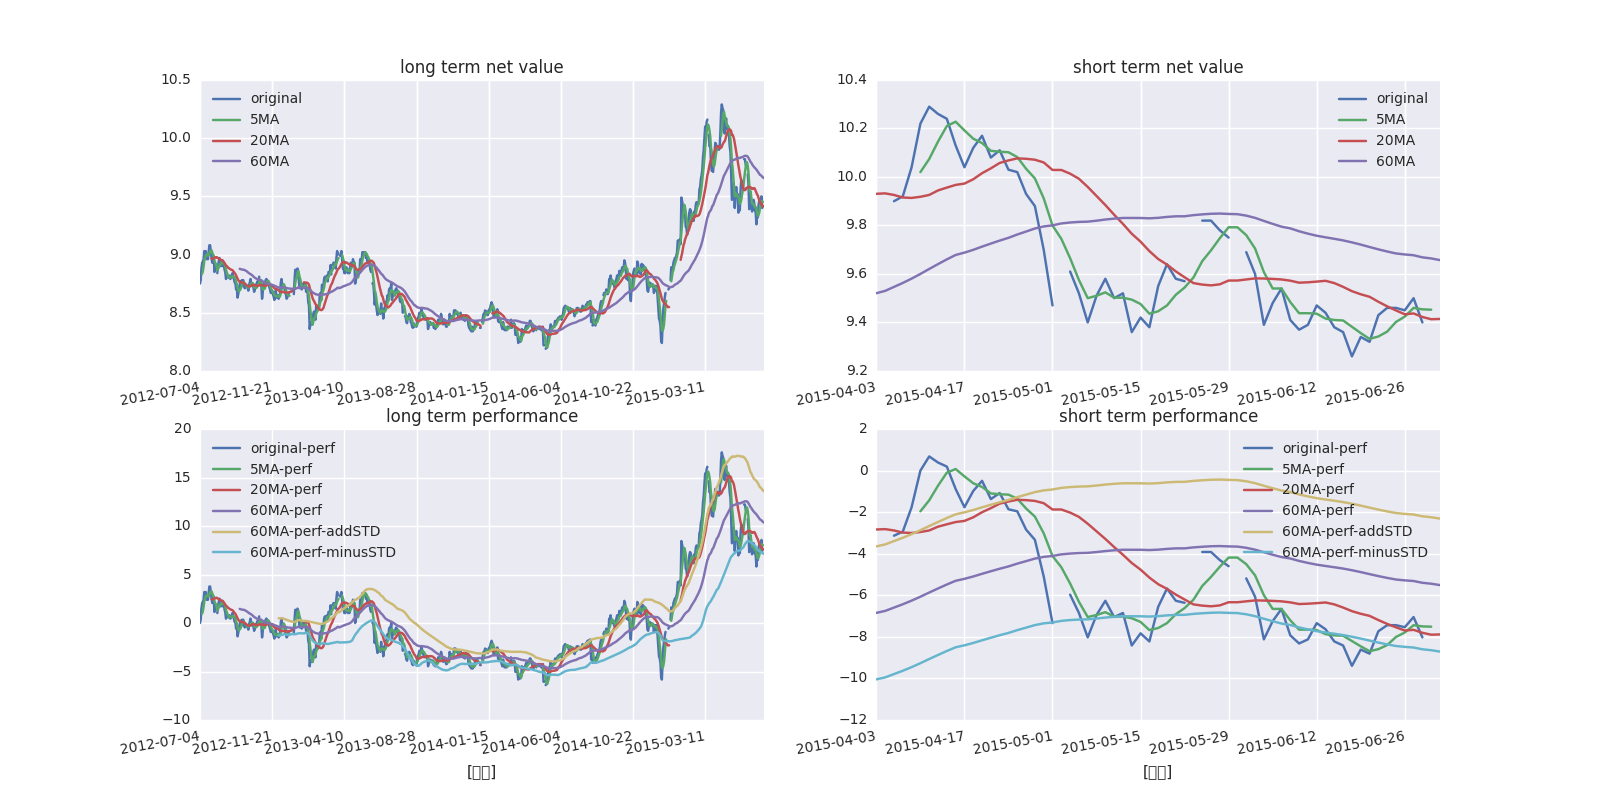 long term net value
10.5
10.0
9.5
9.0
8.5
8.0
original
5MA
20MA
60MA
2012-07-04
2012-11-21
2013-04-10
2013-08-28
2014-01-15
2014-06-04
2014-10-22
2015-03-11
short term net value
10.4
10.2
10.0
9.8
9.6
9.4
9.2
original
5MA
20MA
60MA
2015-04-03
2015-04-17
2015-05-01
2015-05-15
2015-05-29
2015-06-12
2015-06-26
long term performance
20
15
10
5
0
−5
−10
original-perf
5MA-perf
20MA-perf
60MA-perf
60MA-perf-addSTD
60MA-perf-minusSTD
2012-07-04
2012-11-21
2013-04-10
2013-08-28
2014-01-15
2014-06-04
2014-10-22
2015-03-11
[▯▯]
short term performance
2
0
−2
−4
−6
−8
−10
−12
original-perf
5MA-perf
20MA-perf
60MA-perf
60MA-perf-addSTD
60MA-perf-minusSTD
2015-04-03
2015-04-17
2015-05-01
2015-05-15
2015-05-29
2015-06-12
2015-06-26
[▯▯]